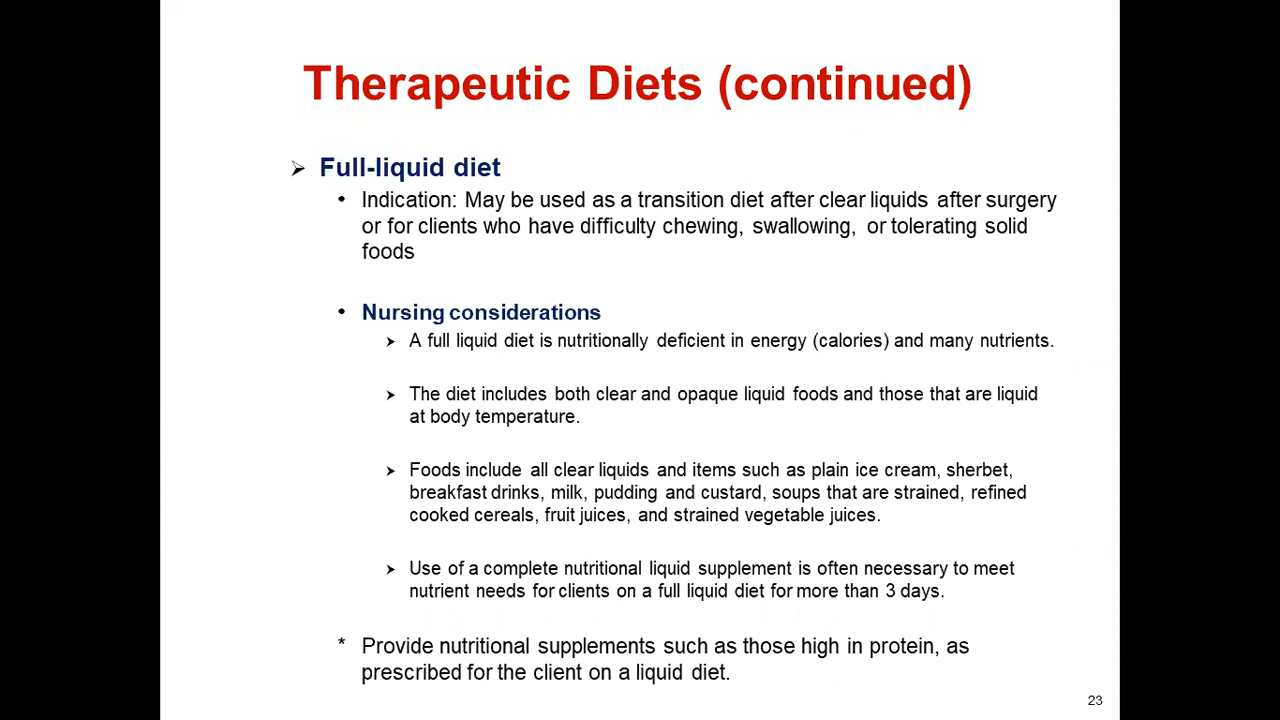 Therapeutic Diets (continued)
➢ Full-liquid diet
• Indication: May be used as a transition diet after clear liquids after surgery
or for clients who have difficulty chewing, swallowing, or tolerating solid
foods
• Nursing considerations
➢ A full liquid diet is nutritionally deficient in energy (calories) and many nutrients.
➢ The diet includes both clear and opaque liquid foods and those that are liquid
at body temperature.
➢ Foods include all clear liquids and items such as plain ice cream, sherbet,
breakfast drinks, milk, pudding and custard, soups that are strained, refined
cooked cereals, fruit juices, and strained vegetable juices.
➢ Use of a complete nutritional liquid supplement is often necessary to meet
nutrient needs for clients on a full liquid diet for more than 3 days.
* Provide nutritional supplements such as those high in protein, as
prescribed for the client on a liquid diet.
23